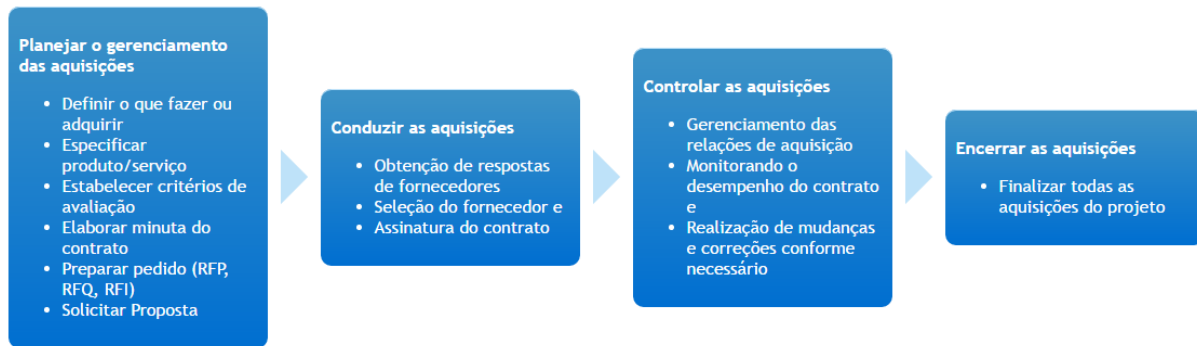 Planejar o gerenciamento
das aquisições
• Definir o que fazer ou
adquirir
• Especificar
produto/serviço
• Estabelecer critérios de
avaliação
• Elaborar minuta do
contrato
• Preparar pedido (RFP,
RFQ, RFI)
• Solicitar Proposta
Conduzir as aquisições
• Obtenção de respostas
de fornecedores
• Seleção do fornecedor e
• Assinatura do contrato
Controlar as aquisições
• Gerenciamento das
relações de aquisição
• Monitorando o
desempenho do contrato
e
• Realização de mudanças
e correções conforme
necessário
Encerrar as aquisições
• Finalizar todas as
aquisições do projeto